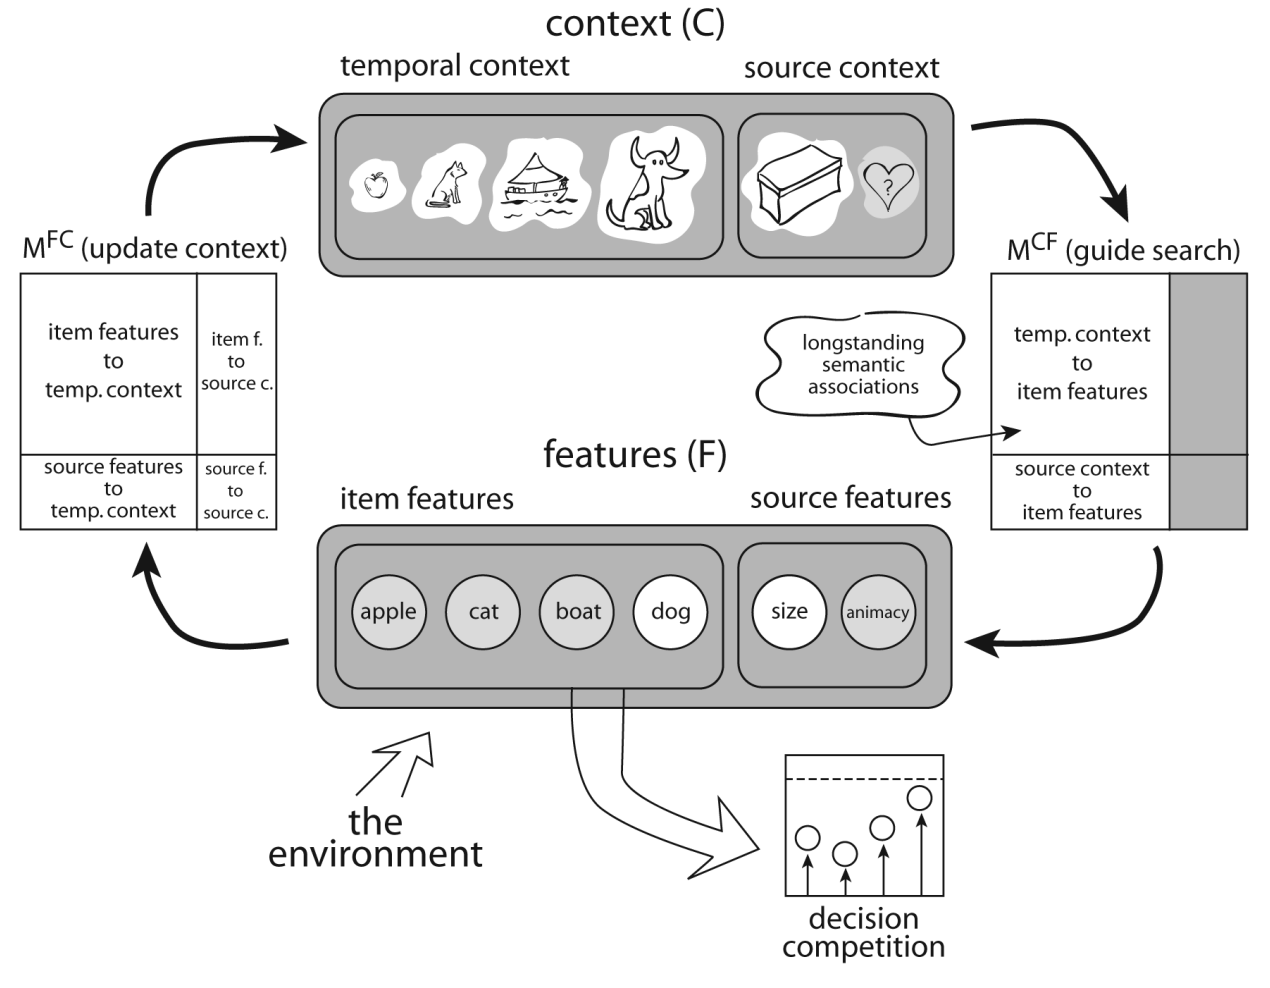 context (C)
temporal context
source context
?
M^FC (update context)
item features
to
temp. context
item f.
to
source c.
source features
to
temp. context
source f.
to
source c.
M^CF (guide search)
temp. context
to
item features
source context
to
item features
longstanding
semantic
associations
features (F)
item features
source features
apple
cat
boat
dog
size
animacy
the
environment
decision
competition